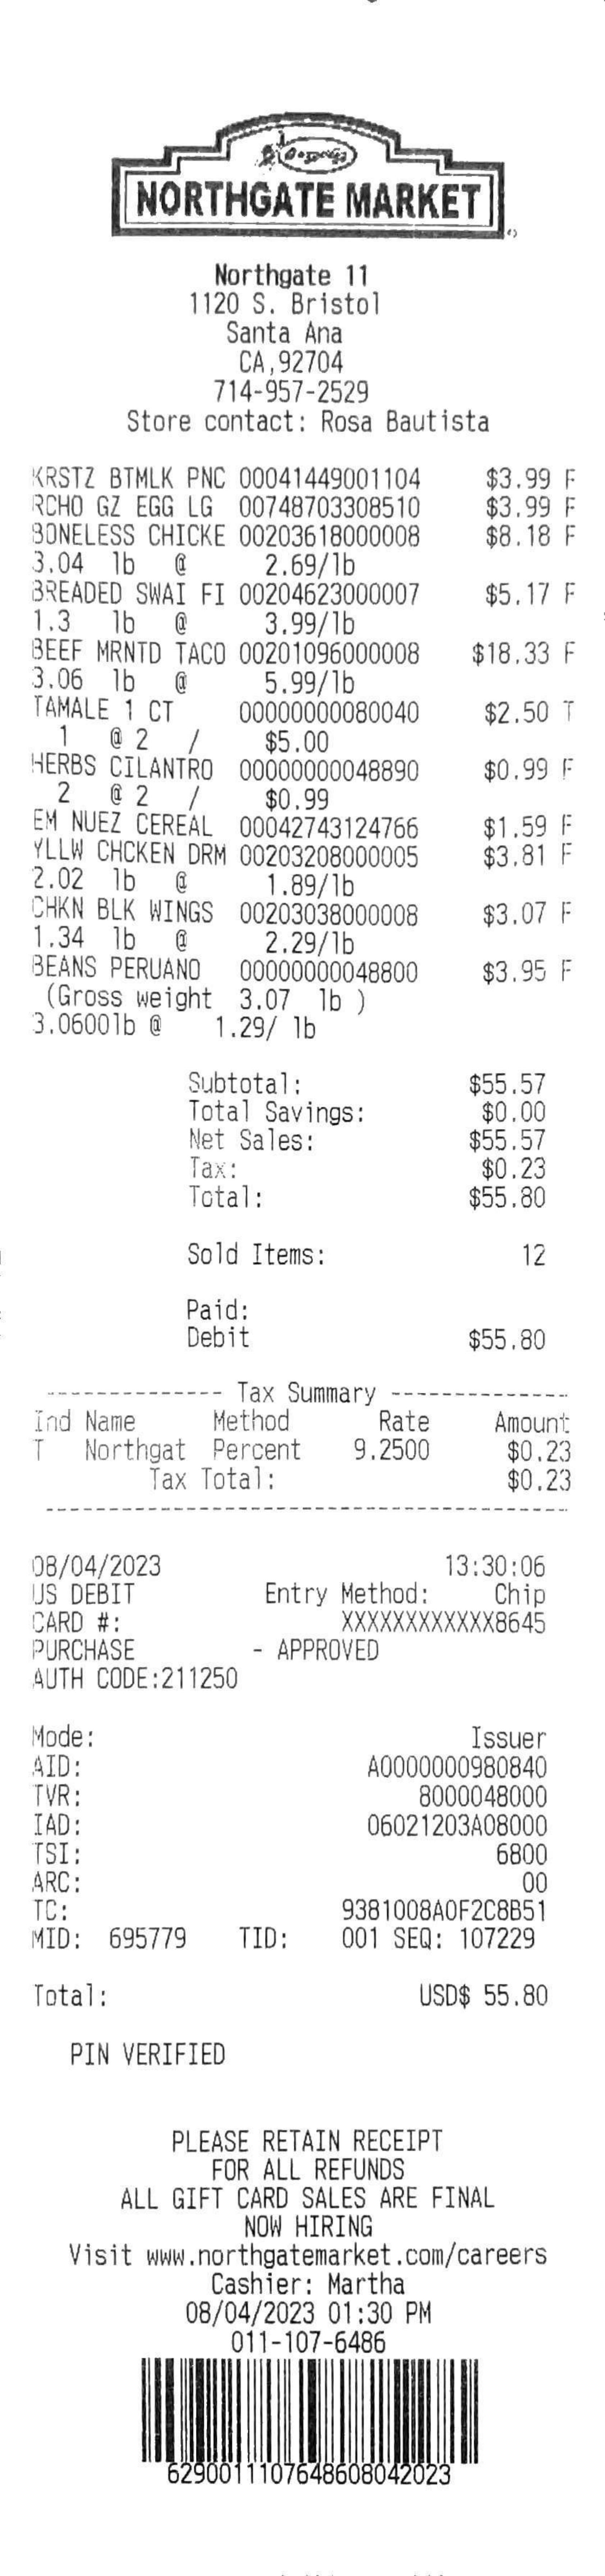 NORTHGATE MARKET
Northgate 11
1120 S. Bristol
Santa Ana
CA,92704
714-957-2529
Store contact: Rosa Bautista
KRSTZ BTMLK PNC 00041449001104 $3.99 F
RCHO GZ EGG LG 00748703308510 $3.99 F
BONELESS CHICKE 00203618000008 $8.18 F
3.04 lb @ 2.69/lb
BREADED SWAI FI 00204623000007 $5.17 F
1.3 lb @ 3.99/lb
BEEF MRNTD TACO 00201096000008 $18.33 F
3.06 lb @ 5.99/lb
TAMALE 1 CT 00000000080040 $2.50 T
1 @ 2 / $5.00
HERBS CILANTRO 00000000048890 $0.99 F
2 @ 2 / $0.99
EM NUEZ CEREAL 00042743124766 $1.59 F
YLLW CHCKEN DRM 00203208000005 $3.81 F
2.02 lb @ 1.89/lb
CHKN BLK WINGS 00203038000008 $3.07 F
1.34 lb @ 2.29/lb
BEANS PERUANO 00000000048800 $3.95 F
(Gross weight 3.07 lb )
3.0600lb @ 1.29/ lb
Subtotal: $55.57
Total Savings: $0.00
Net Sales: $55.57
Tax: $0.23
Total: $55.80
Sold Items: 12
Paid:
Debit $55.80
-------------- Tax Summary --------------
Ind Name Method Rate Amount
T Northgat Percent 9.2500 $0.23
Tax Total: $0.23
-----------------------------------------
08/04/2023 13:30:06
US DEBIT Entry Method: Chip
CARD #: XXXXXXXXXXXX8645
PURCHASE - APPROVED
AUTH CODE:211250
Mode: Issuer
AID: A0000000980840
TVR: 8000048000
IAD: 06021203A08000
TSI: 6800
ARC: 00
TC: 9381008A0F2C8B51
MID: 695779 TID: 001 SEQ: 107229
Total: USD$ 55.80
PIN VERIFIED
PLEASE RETAIN RECEIPT
FOR ALL REFUNDS
ALL GIFT CARD SALES ARE FINAL
NOW HIRING
Visit www.northgatemarket.com/careers
Cashier: Martha
08/04/2023 01:30 PM
011-107-6486
62900111076486080​42023